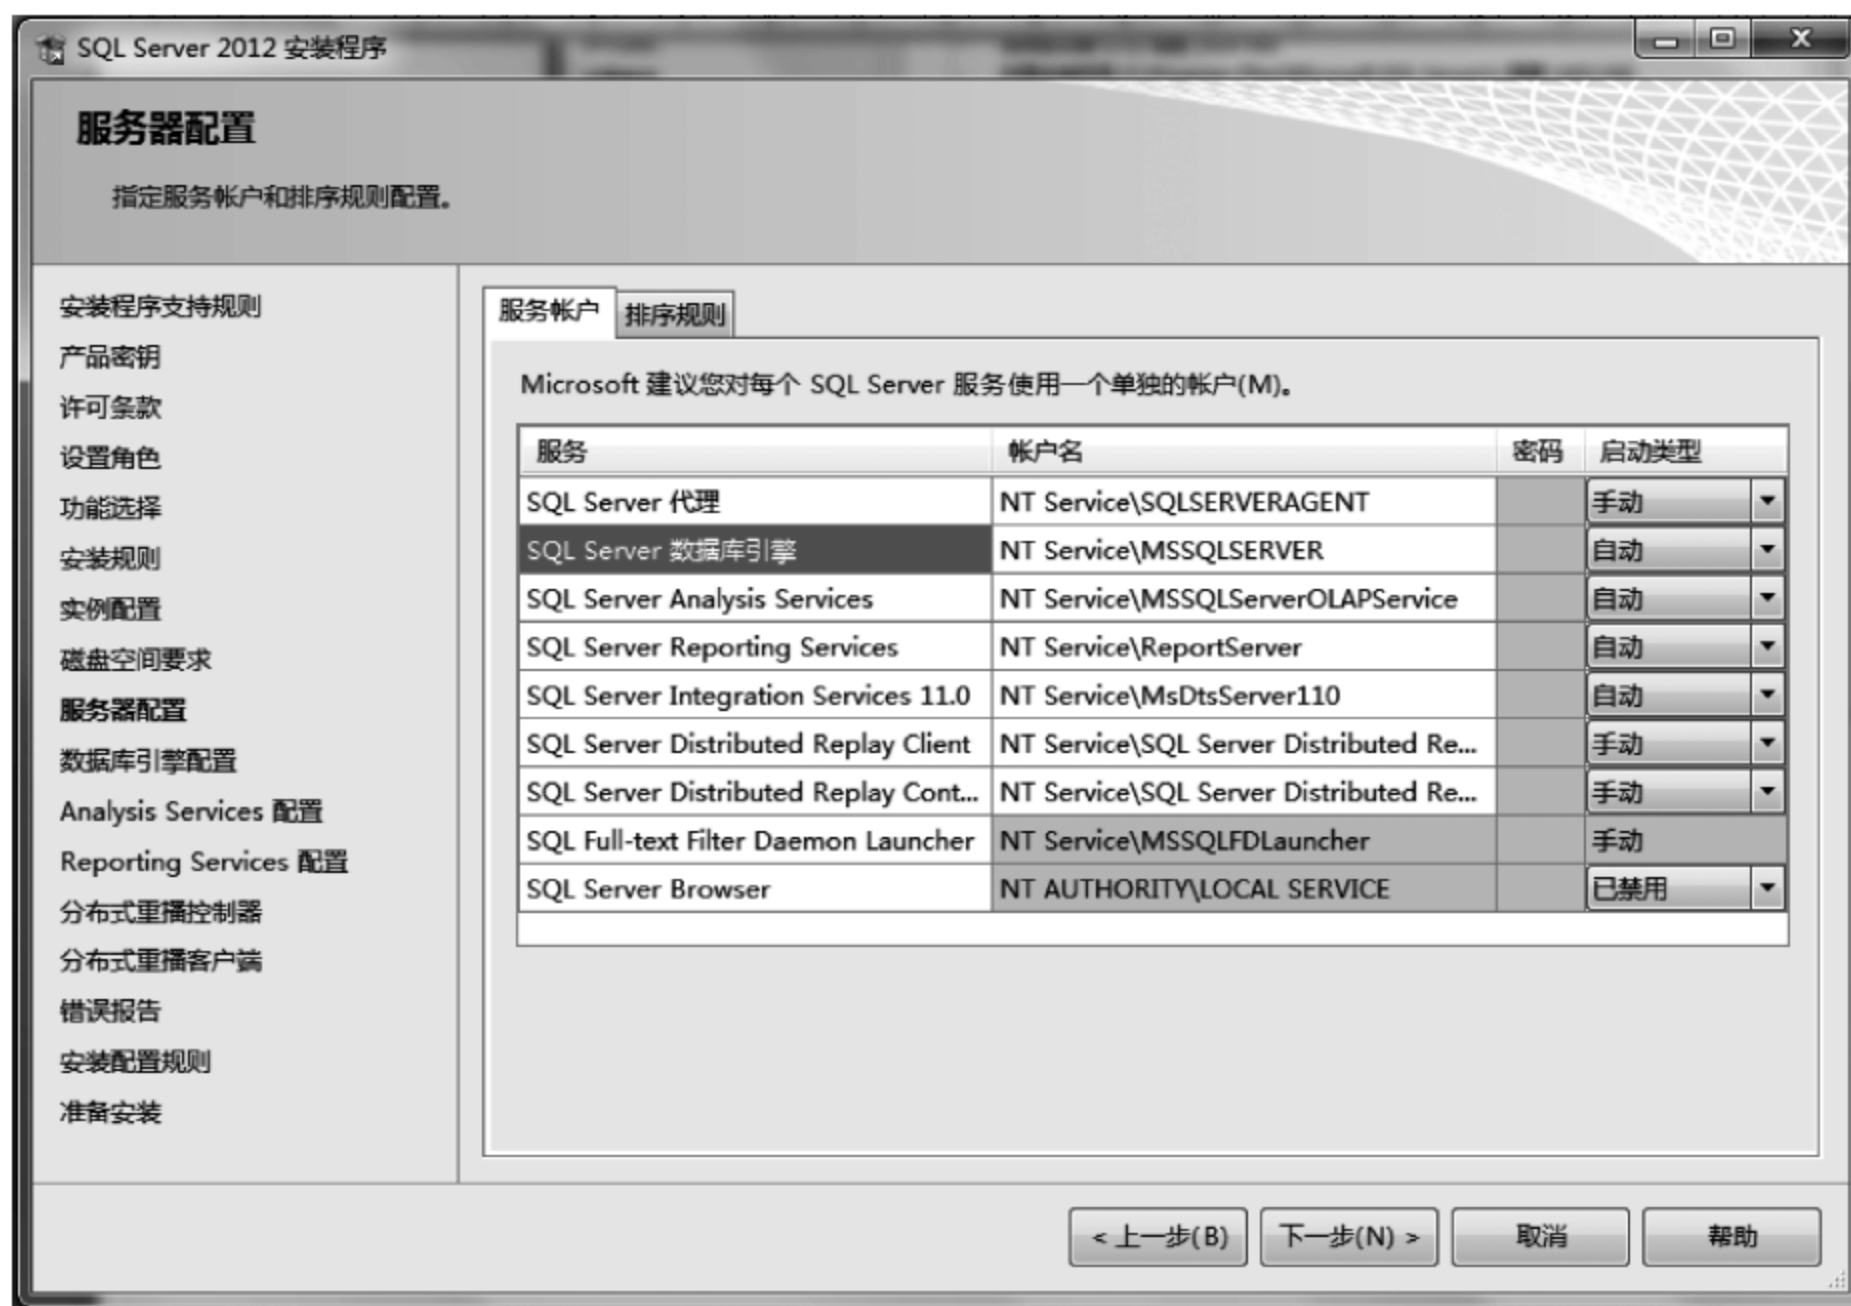 SQL Server 2012 安装程序
服务器配置
指定服务帐户和排序规则配置。
安装程序支持规则
产品密钥
许可条款
设置角色
功能选择
安装规则
实例配置
磁盘空间要求
服务器配置
数据库引擎配置
Analysis Services 配置
Reporting Services 配置
分布式重播控制器
分布式重播客户端
错误报告
安装配置规则
准备安装
服务帐户 排序规则
Microsoft 建议您对每个 SQL Server 服务使用一个单独的帐户(M)。
服务 帐户名 密码 启动类型
SQL Server 代理 NT Service\SQLSERVERAGENT 手动
SQL Server 数据库引擎 NT Service\MSSQLSERVER 自动
SQL Server Analysis Services NT Service\MSSQLServerOLAPService 自动
SQL Server Reporting Services NT Service\ReportServer 自动
SQL Server Integration Services 11.0 NT Service\MsDtsServer110 自动
SQL Server Distributed Replay Client NT Service\SQL Server Distributed Re... 手动
SQL Server Distributed Replay Cont... NT Service\SQL Server Distributed Re... 手动
SQL Full-text Filter Daemon Launcher NT Service\MSSQLFDLauncher 手动
SQL Server Browser NT AUTHORITY\LOCAL SERVICE 已禁用
< 上一步(B) 下一步(N) > 取消 帮助